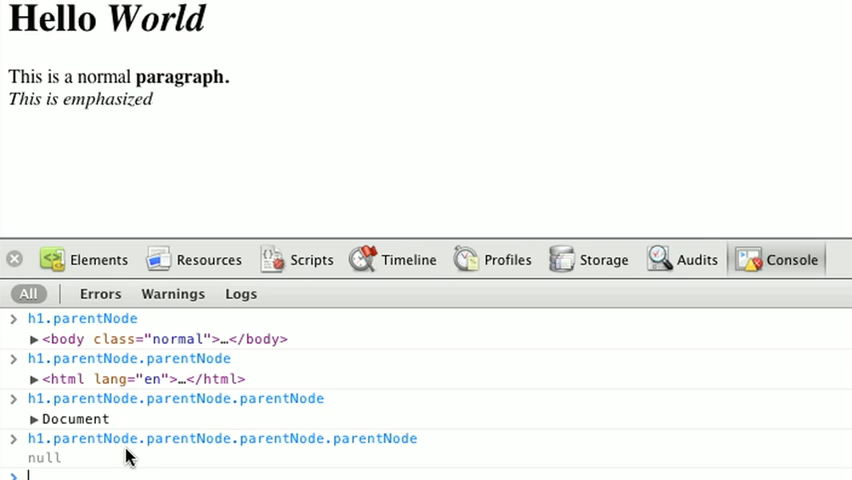 Hello World
This is a normal paragraph.
This is emphasized
Elements Resources Scripts Timeline Profiles Storage Audits Console
All Errors Warnings Logs
> h1.parentNode
▶<body class="normal">…</body>
> h1.parentNode.parentNode
▶<html lang="en">…</html>
> h1.parentNode.parentNode.parentNode
▶Document
> h1.parentNode.parentNode.parentNode.parentNode
null
>